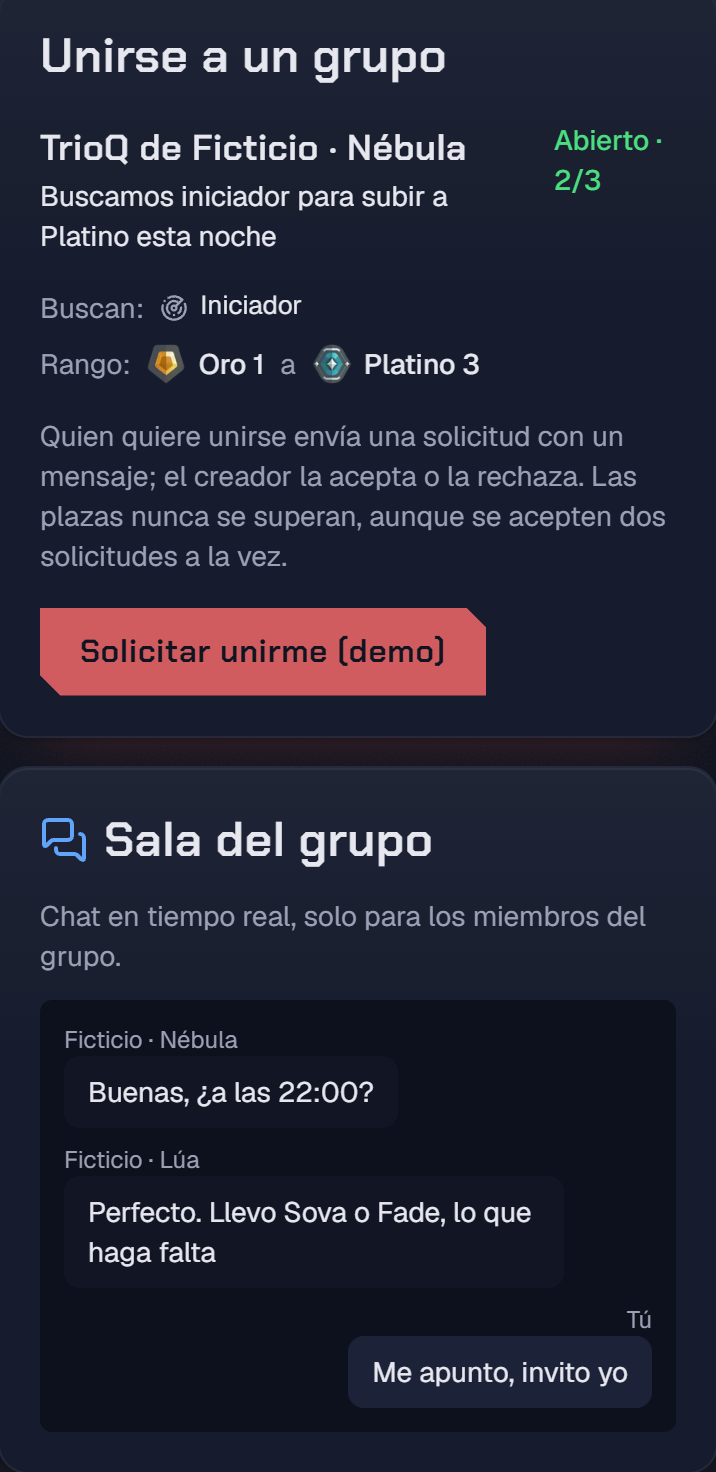 Unirse a un grupo
TrioQ de Ficticio · Nébula
Abierto ·
2/3
Buscamos iniciador para subir a
Platino esta noche
Buscan: Iniciador
Rango: Oro 1 a Platino 3
Quien quiere unirse envía una solicitud con un
mensaje; el creador la acepta o la rechaza. Las
plazas nunca se superan, aunque se acepten dos
solicitudes a la vez.
Solicitar unirme (demo)
Sala del grupo
Chat en tiempo real, solo para los miembros del
grupo.
Ficticio · Nébula
Buenas, ¿a las 22:00?
Ficticio · Lúa
Perfecto. Llevo Sova o Fade, lo que
haga falta
Tú
Me apunto, invito yo